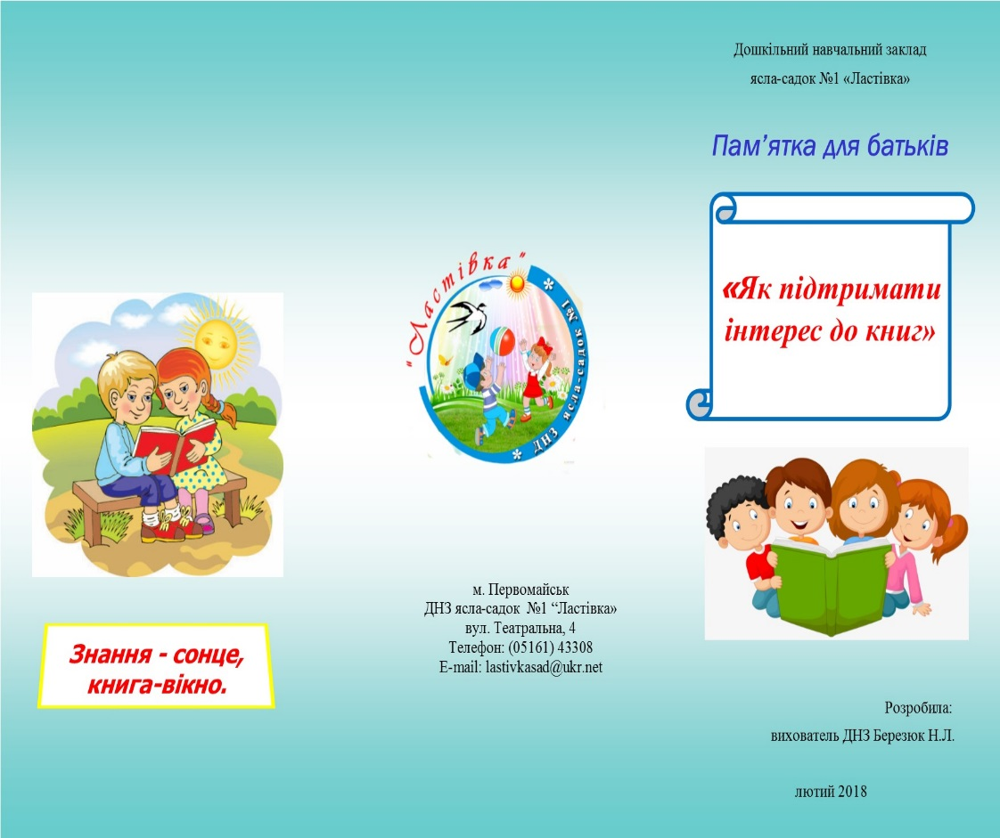 Знання - сонце,
книга-вікно.
"Ластівка"
* ДНЗ ясла-садок №1 *
м. Первомайськ
ДНЗ ясла-садок №1 “Ластівка»
вул. Театральна, 4
Телефон: (05161) 43308
E-mail: lastivkasad@ukr.net
Дошкільний навчальний заклад
ясла-садок №1 «Ластівка»
Пам’ятка для батьків
«Як підтримати
інтерес до книг»
Розробила:
вихователь ДНЗ Березюк Н.Л.
лютий 2018